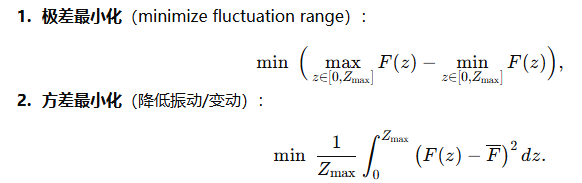 1. 极差最小化（minimize fluctuation range）：
min ( max_{z∈[0,Z_max]} F(z) − min_{z∈[0,Z_max]} F(z) ),
2. 方差最小化（降低振动/变动）：
min 1/Z_max ∫_0^{Z_max} (F(z) − F̅)^2 dz.